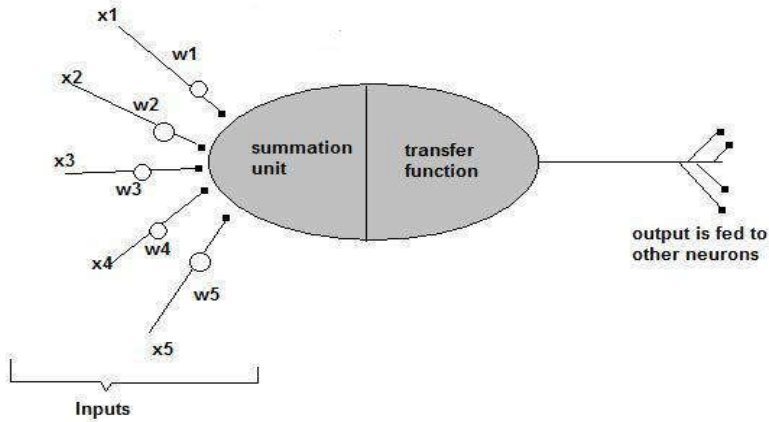 x1
w1
x2
w2
x3
w3
x4
w4
x5
w5
summation
unit
transfer
function
output is fed to
other neurons
Inputs